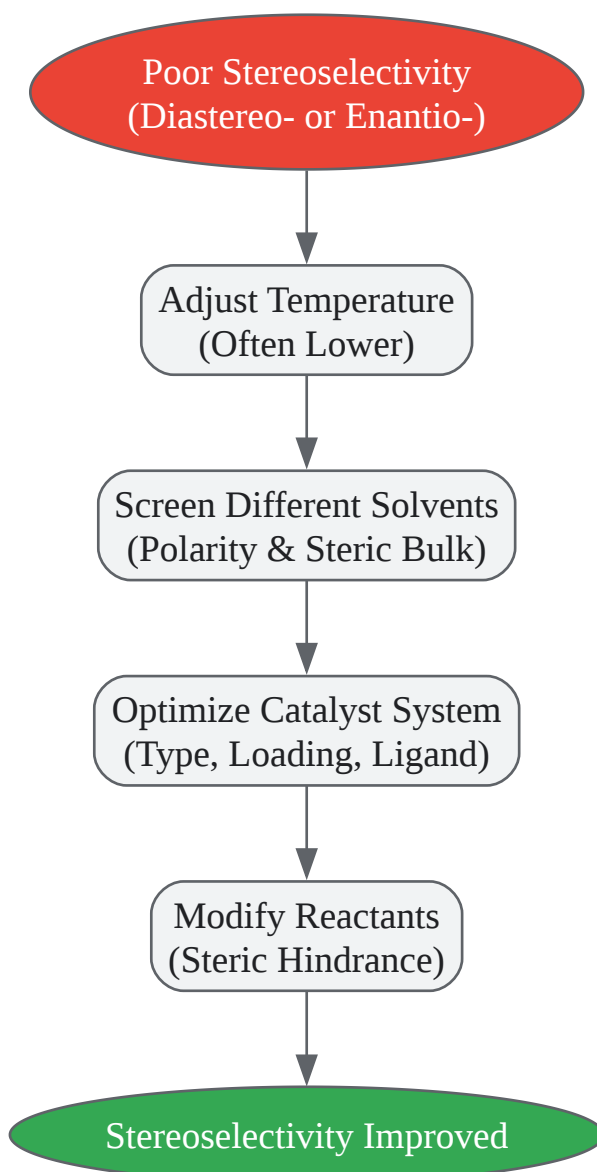 Poor Stereoselectivity
(Diastereo- or Enantio-)
Adjust Temperature
(Often Lower)
Screen Different Solvents
(Polarity & Steric Bulk)
Optimize Catalyst System
(Type, Loading, Ligand)
Modify Reactants
(Steric Hindrance)
Stereoselectivity Improved